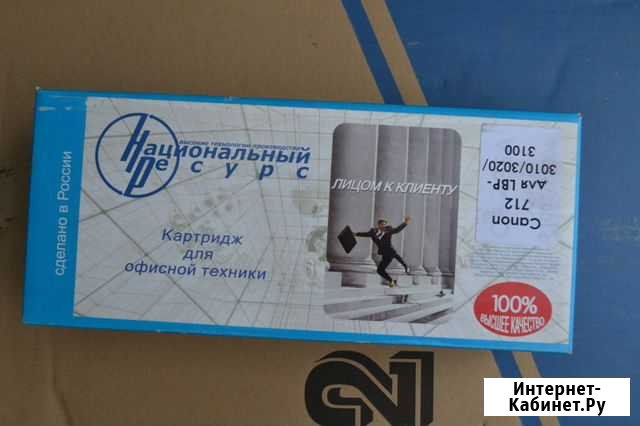 сделано в России
высокие технологии производства
Национальный
Ресурс
Картридж
для
офисной техники
ЛИЦОМ К КЛИЕНТУ
Canon
712
для LBP-
3010/3020/
3100
100%
ВЫСШЕЕ КАЧЕСТВО
Интернет-
Кабинет.Ру